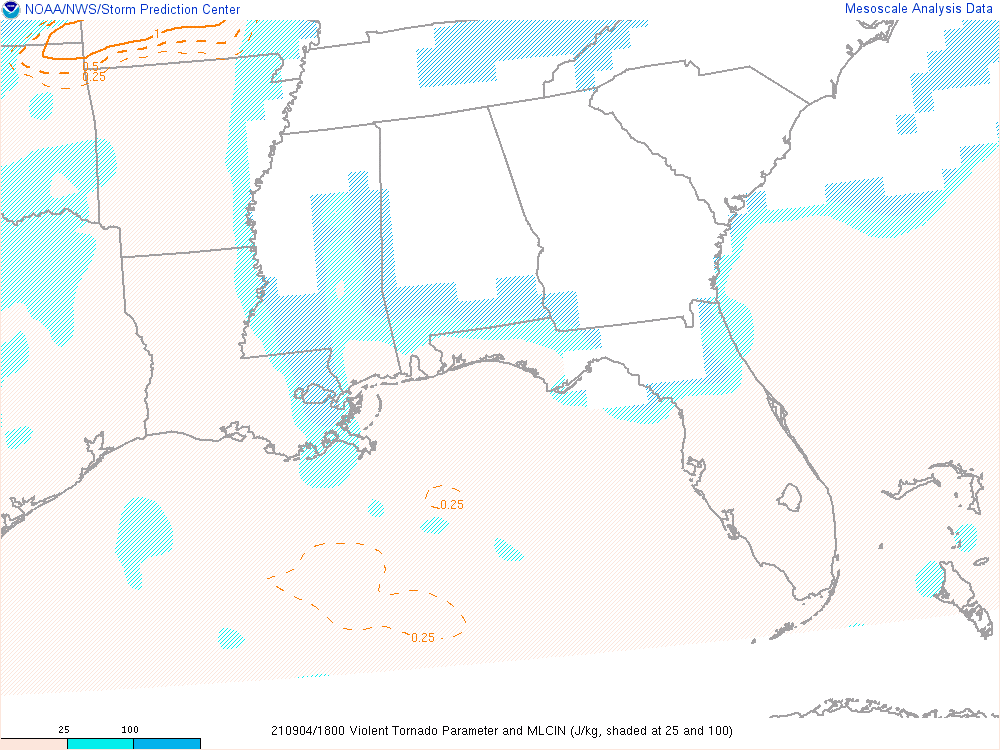 NOAA/NWS/Storm Prediction Center
Mesoscale Analysis Data
1
0.5
0.25
0.25
0.25
25 100
210904/1800 Violent Tornado Parameter and MLCIN (J/kg, shaded at 25 and 100)